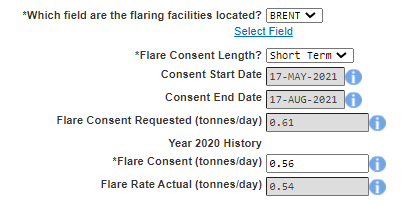 *Which field are the flaring facilities located? BRENT
Select Field
*Flare Consent Length? Short Term
Consent Start Date 17-MAY-2021
Consent End Date 17-AUG-2021
Flare Consent Requested (tonnes/day) 0.61
Year 2020 History
*Flare Consent (tonnes/day) 0.56
Flare Rate Actual (tonnes/day) 0.54